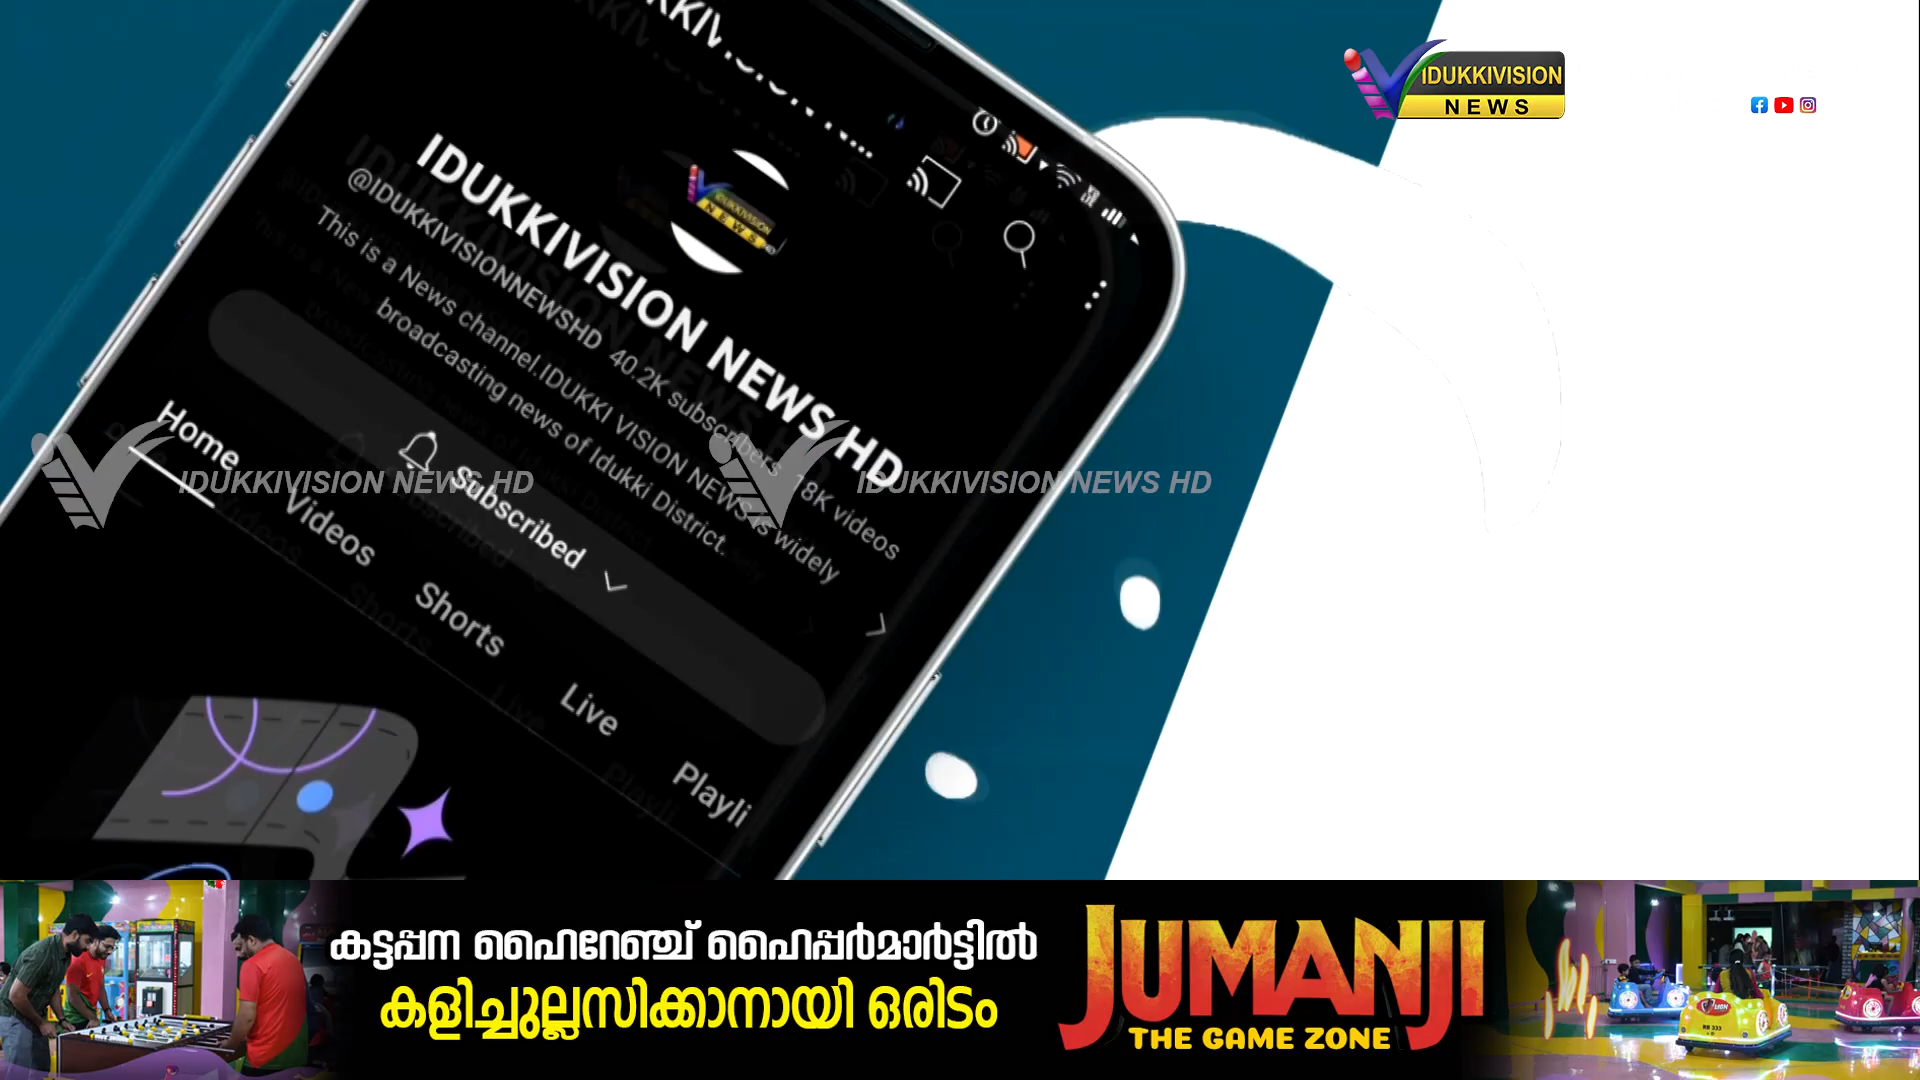 IDUKKIVISION
NEWS
IDUKKIVISION NEWS HD
@IDUKKIVISIONNEWSHD 40.2K subscribers 18K videos
This is a News channel.IDUKKI VISION NEWS is widely
broadcasting news of Idukki District.
Subscribed
Home
Videos
Shorts
Live
Playli
IDUKKIVISION NEWS HD
IDUKKIVISION NEWS HD
കട്ടപ്പന ഹൈറേഞ്ച് ഹൈപ്പർമാർട്ടിൽ
കളിച്ചുല്ലസിക്കാനായി ഒരിടം
JUMANJI
THE GAME ZONE